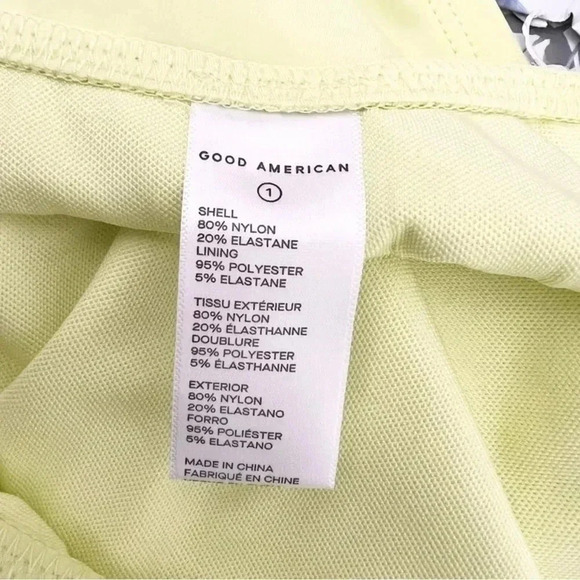 GOOD AMERICAN
1
SHELL
80% NYLON
20% ELASTANE
LINING
95% POLYESTER
5% ELASTANE
TISSU EXTÉRIEUR
80% NYLON
20% ÉLASTHANNE
DOUBLURE
95% POLYESTER
5% ÉLASTHANNE
EXTERIOR
80% NYLON
20% ELASTANO
FORRO
95% POLIÉSTER
5% ELASTANO
MADE IN CHINA
FABRIQUÉ EN CHINE